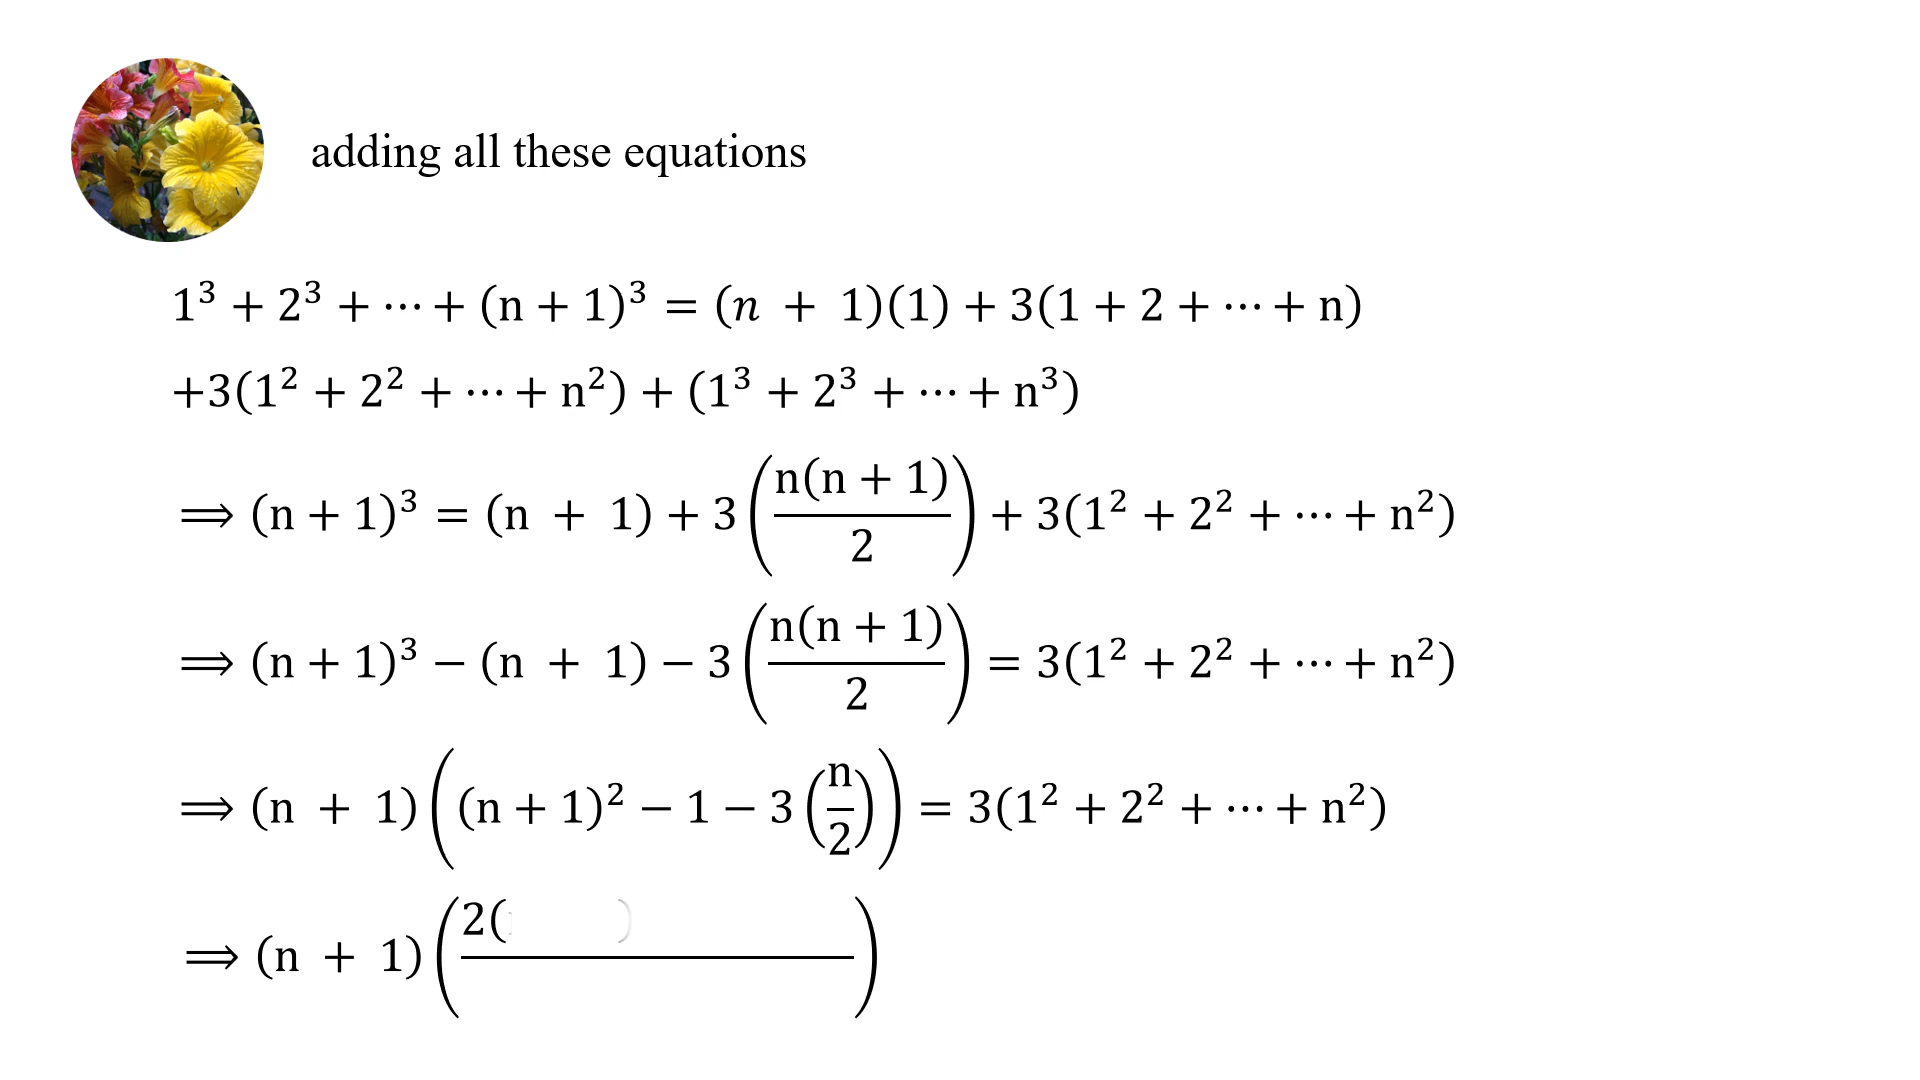 adding all these equations
1³ + 2³ + ⋯ + (n + 1)³ = (n + 1)(1) + 3(1 + 2 + ⋯ + n)
+3(1² + 2² + ⋯ + n²) + (1³ + 2³ + ⋯ + n³)
⟹ (n + 1)³ = (n + 1) + 3(n(n + 1)/2) + 3(1² + 2² + ⋯ + n²)
⟹ (n + 1)³ − (n + 1) − 3(n(n + 1)/2) = 3(1² + 2² + ⋯ + n²)
⟹ (n + 1)((n + 1)² − 1 − 3(n/2)) = 3(1² + 2² + ⋯ + n²)
⟹ (n + 1)(2( )